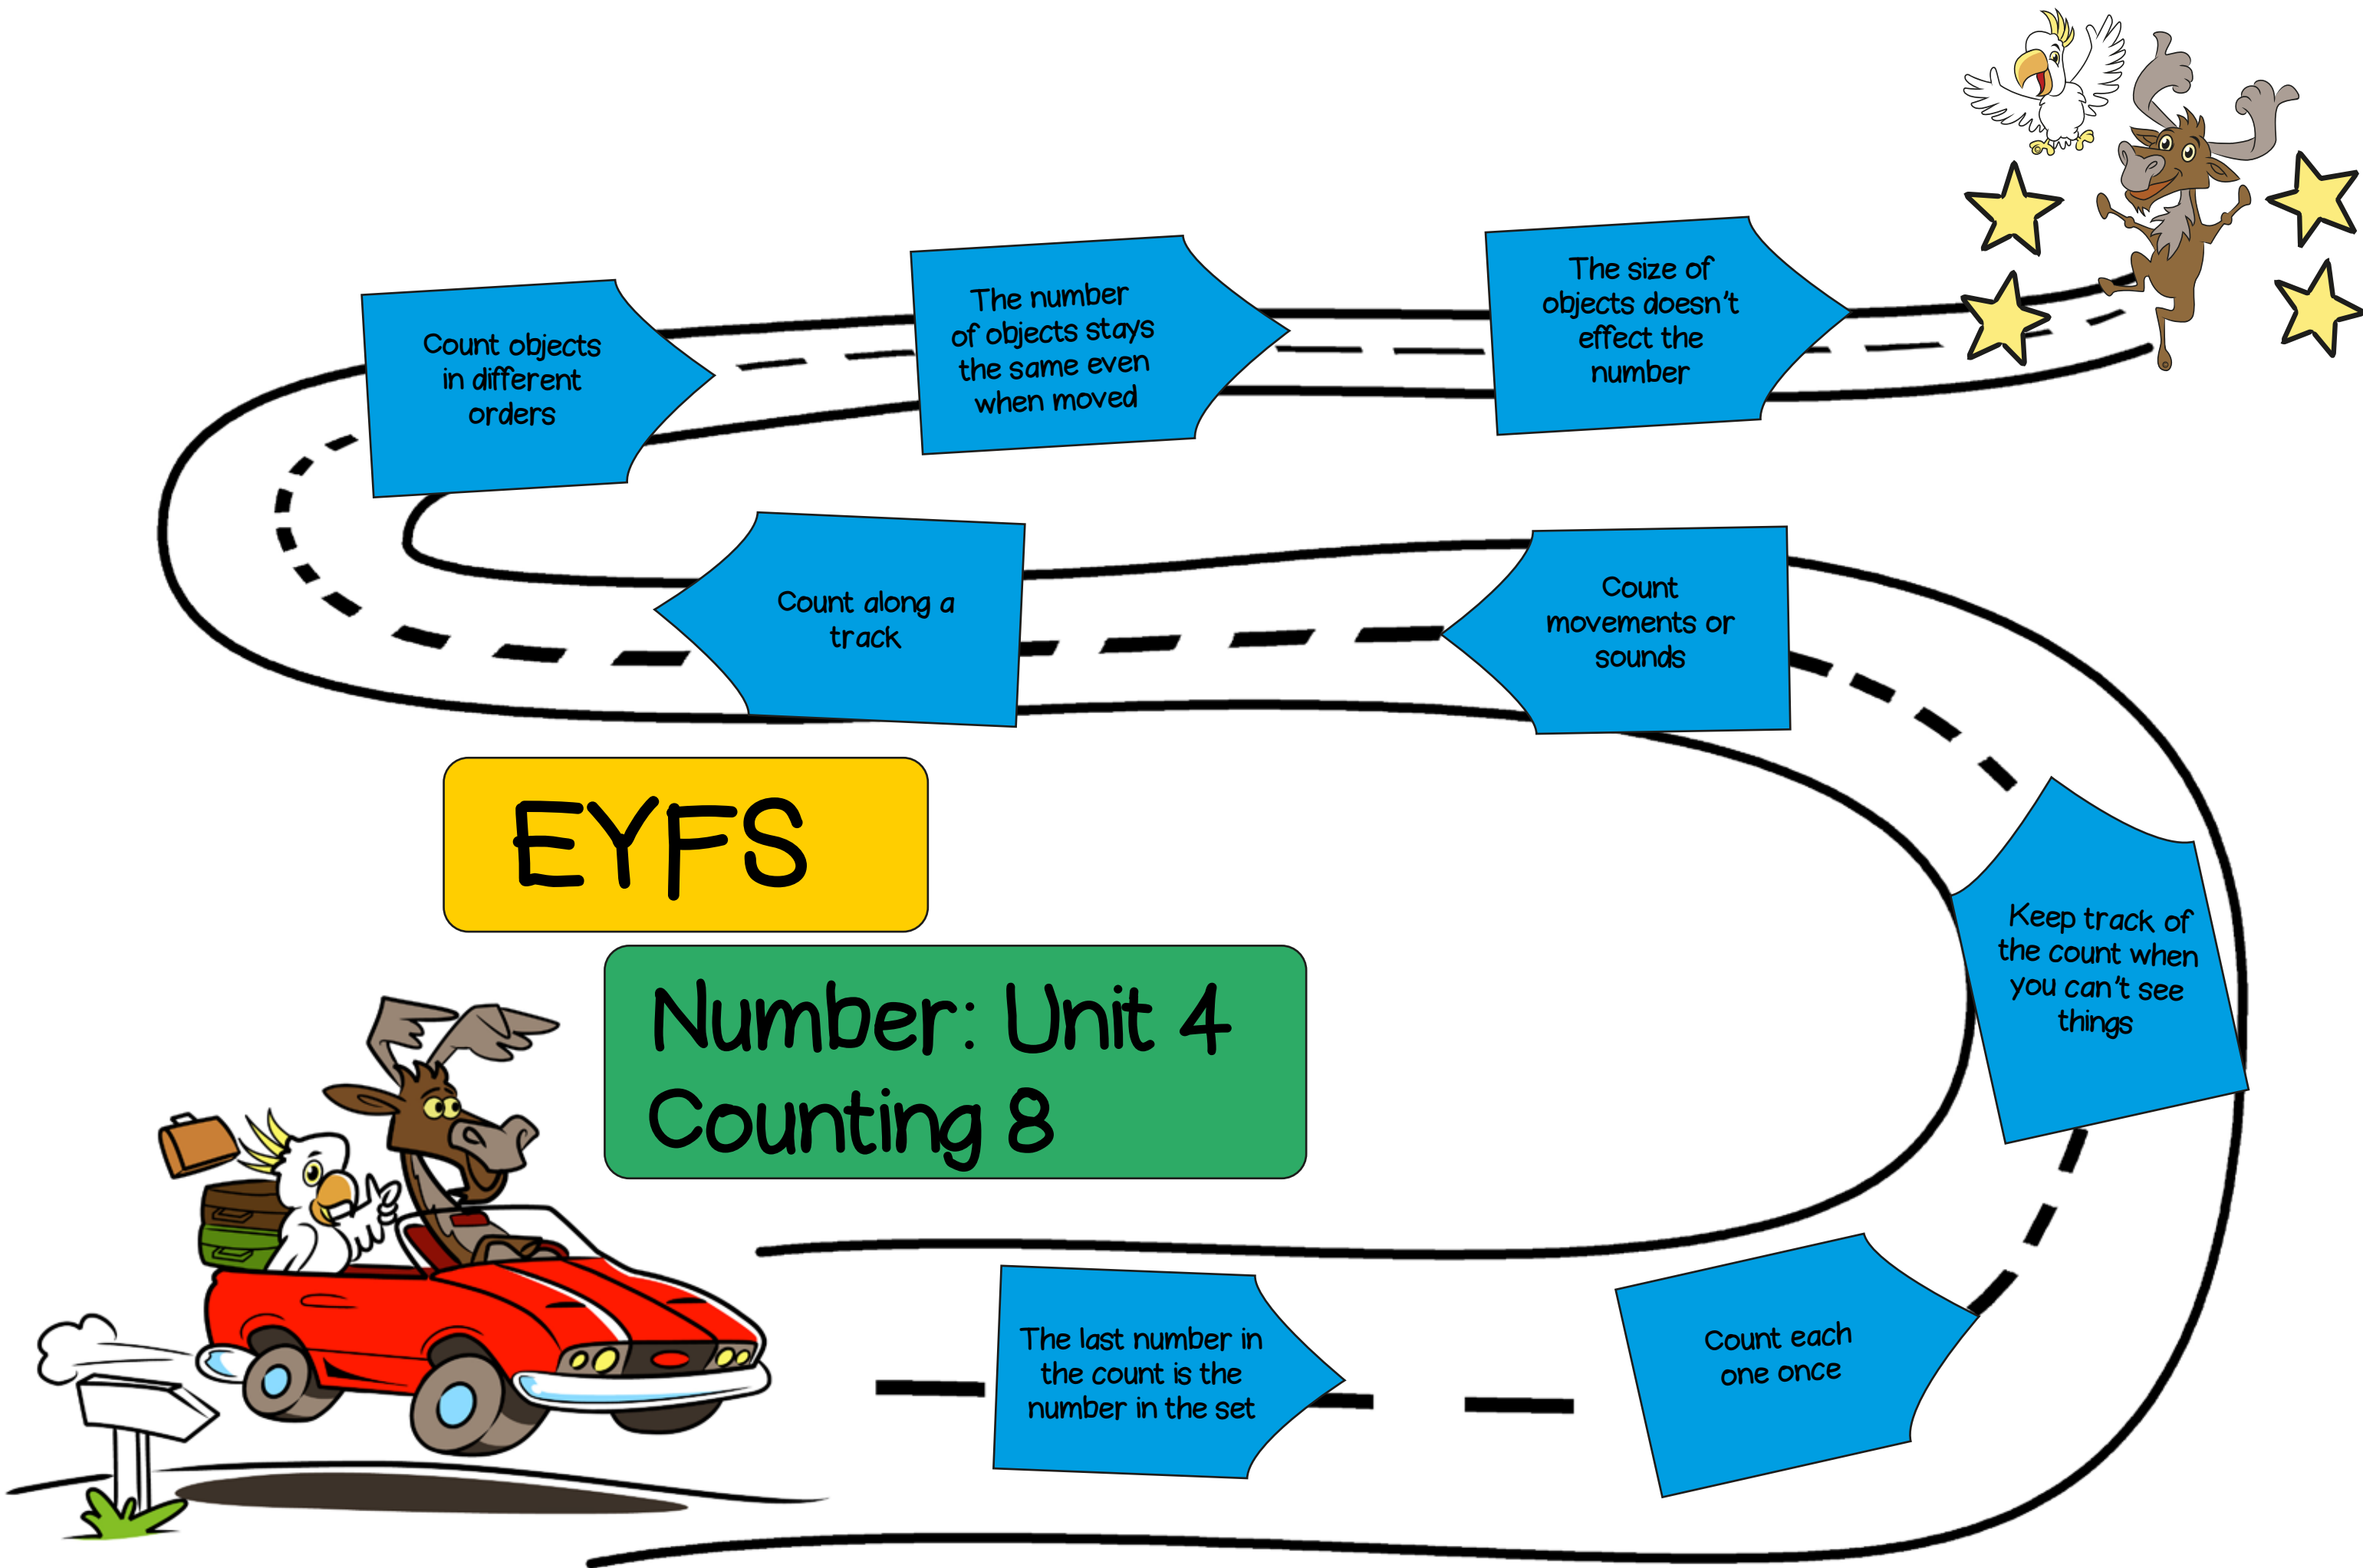 Count objects
in different
orders
The number
of objects stays
the same even
when moved
The size of
objects doesn't
effect the
number
Count along a
track
Count
movements or
sounds
EYFS
Keep track of
the count when
you can't see
things
Number: Unit 4
Counting 8
The last number in
the count is the
number in the set
Count each
one once